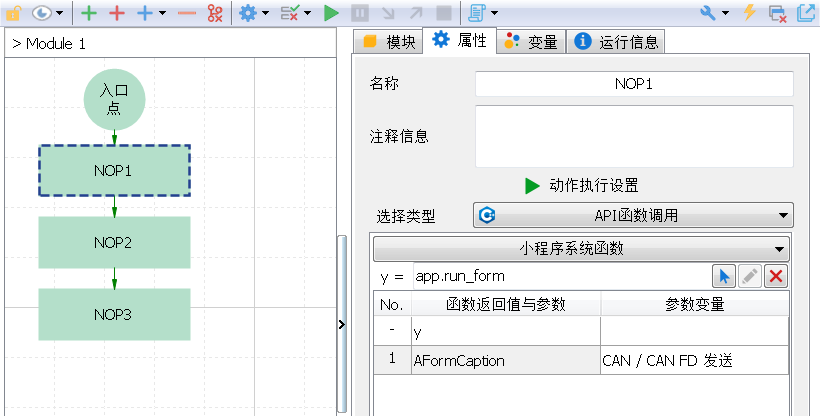 > Module 1
入口
点
NOP1
NOP2
NOP3
模块 属性 变量 运行信息
名称 NOP1
注释信息
动作执行设置
选择类型 API函数调用
小程序系统函数
y = app.run_form
No. 函数返回值与参数 参数变量
- y
1 AFormCaption CAN / CAN FD 发送